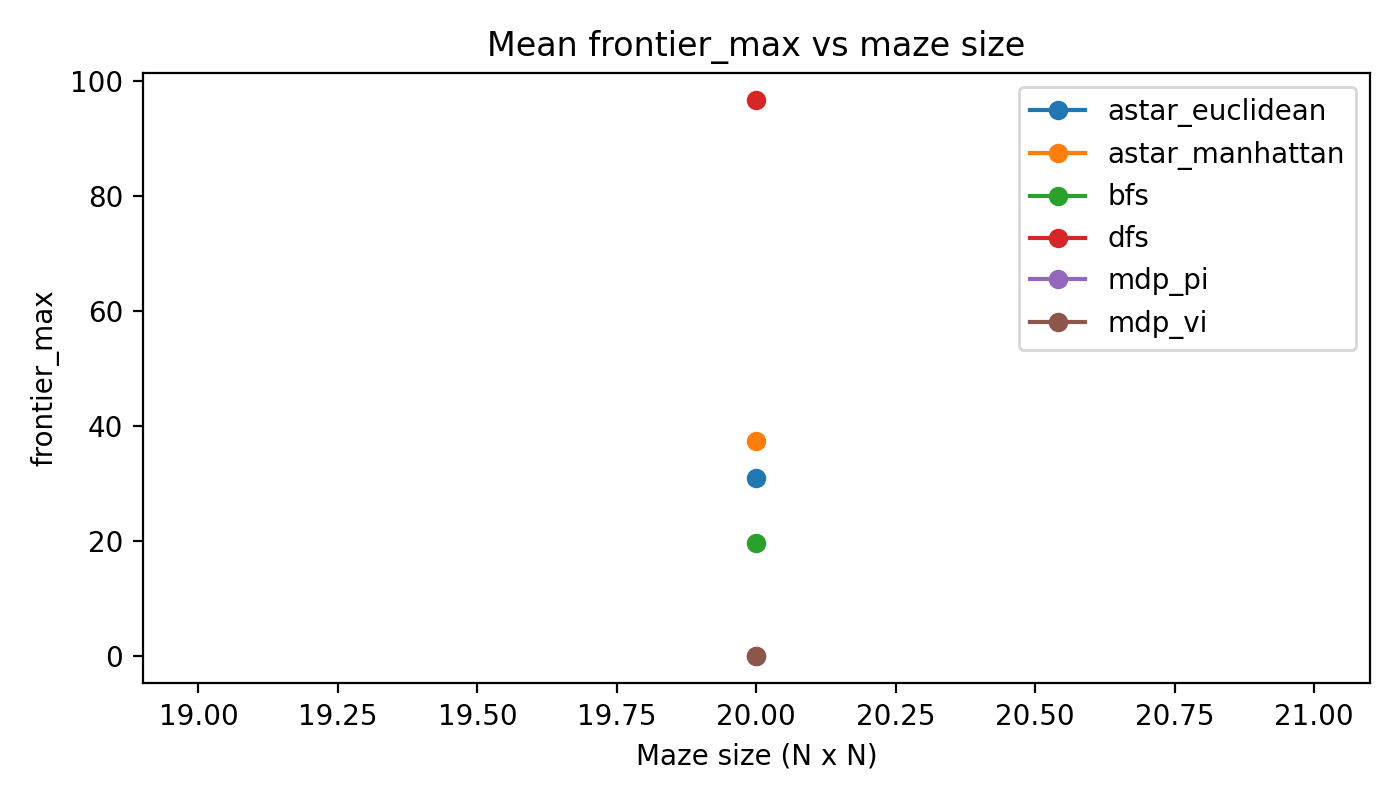 Mean frontier_max vs maze size
frontier_max
100
80
60
40
20
0
astar_euclidean
astar_manhattan
bfs
dfs
mdp_pi
mdp_vi
19.00 19.25 19.50 19.75 20.00 20.25 20.50 20.75 21.00
Maze size (N x N)